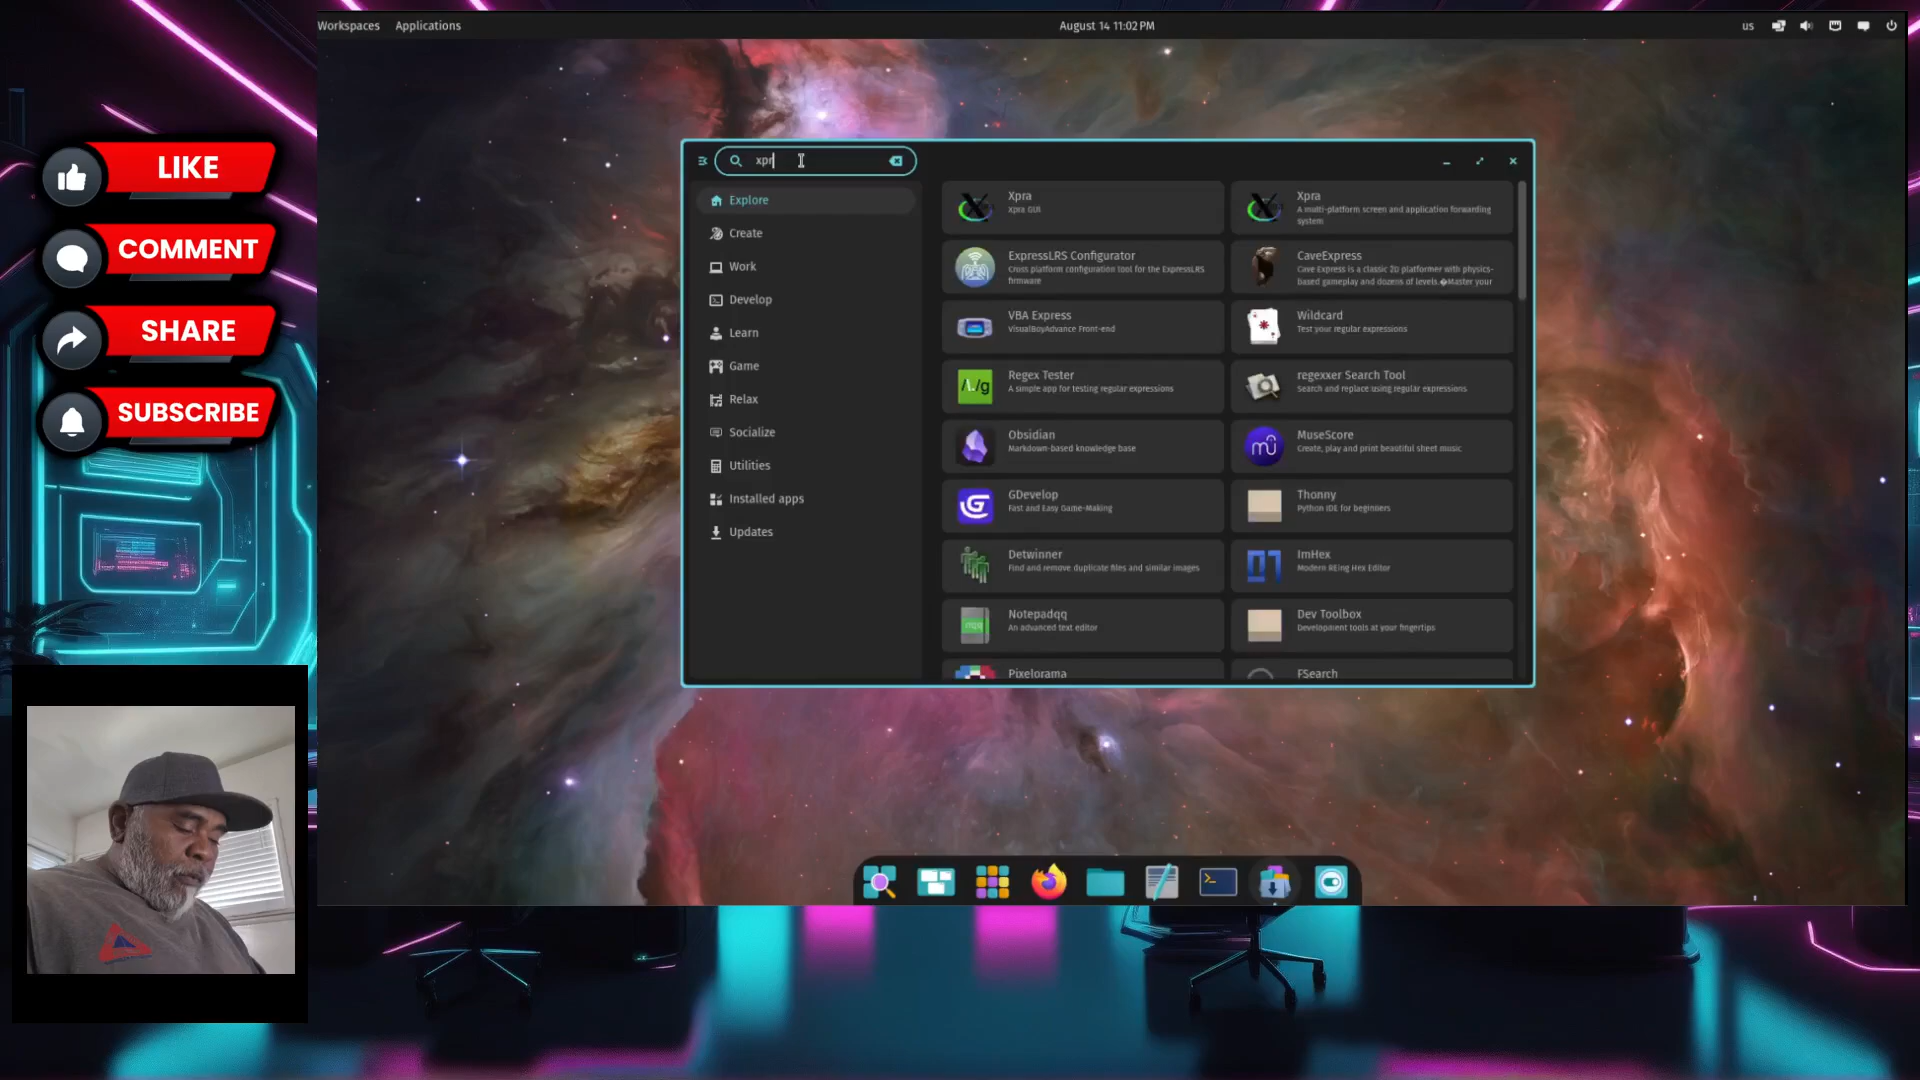 Workspaces Applications
August 14 11:02 PM
us
LIKE
COMMENT
SHARE
SUBSCRIBE
xpr
Explore
Create
Work
Develop
Learn
Game
Relax
Socialize
Utilities
Installed apps
Updates
Xpra
Xpra GUI
Xpra
A multi-platform screen and application forwarding
system
ExpressLRS Configurator
Cross platform configuration tool for the ExpressLRS
firmware
CaveExpress
Cave Express is a classic 2D platformer with physics-
based gameplay and dozens of levels.�Master your
VBA Express
VisualBoyAdvance Front-end
Wildcard
Test your regular expressions
Regex Tester
A simple app for testing regular expressions
regexxer Search Tool
Search and replace using regular expressions
Obsidian
Markdown-based knowledge base
MuseScore
Create, play and print beautiful sheet music
GDevelop
Fast and Easy Game-Making
Thonny
Python IDE for beginners
Detwinner
Find and remove duplicate files and similar images
ImHex
Modern REing Hex Editor
Notepadqq
An advanced text editor
Dev Toolbox
Development tools at your fingertips
Pixelorama
FSearch